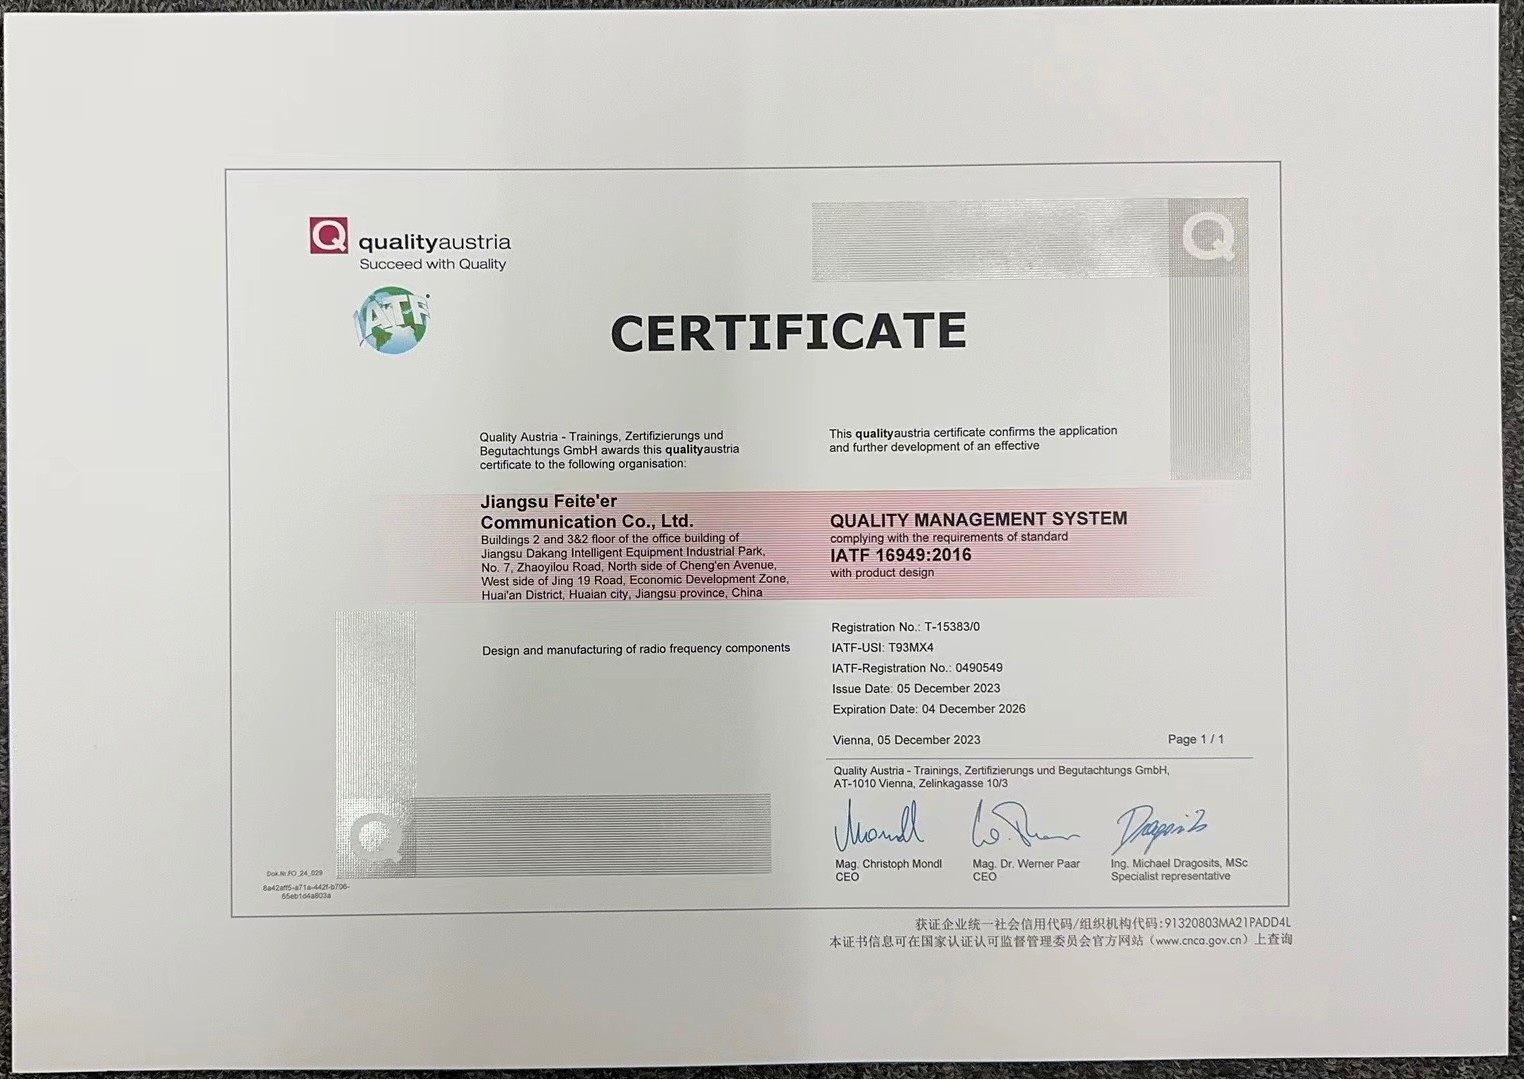 qualityaustria
Succeed with Quality
IATF
Q
CERTIFICATE
Quality Austria - Trainings, Zertifizierungs und
Begutachtungs GmbH awards this qualityaustria
certificate to the following organisation:
This qualityaustria certificate confirms the application
and further development of an effective
Jiangsu Feite'er
Communication Co., Ltd.
Buildings 2 and 3&2 floor of the office building of
Jiangsu Dakang Intelligent Equipment Industrial Park,
No. 7, Zhaoyilou Road, North side of Cheng'en Avenue,
West side of Jing 19 Road, Economic Development Zone,
Huai'an District, Huaian city, Jiangsu province, China
QUALITY MANAGEMENT SYSTEM
complying with the requirements of standard
IATF 16949:2016
with product design
Design and manufacturing of radio frequency components
Registration No.: T-15383/0
IATF-USI: T93MX4
IATF-Registration No.: 0490549
Issue Date: 05 December 2023
Expiration Date: 04 December 2026
Vienna, 05 December 2023
Page 1 / 1
Quality Austria - Trainings, Zertifizierungs und Begutachtungs GmbH,
AT-1010 Vienna, Zelinkagasse 10/3
Mag. Christoph Mondl
CEO
Mag. Dr. Werner Paar
CEO
Ing. Michael Dragosits, MSc
Specialist representative
Dok.Nr.FO_24_029
8a42aff5-a71a-442f-b706-
65eb1d4a803a
获证企业统一社会信用代码/组织机构代码:91320803MA21PADD4L
本证书信息可在国家认证认可监督管理委员会官方网站（www.cnca.gov.cn）上查询